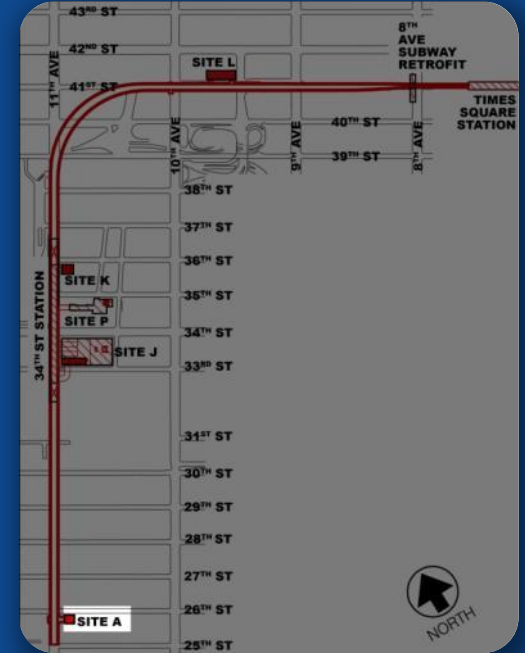 43RD ST
42ND ST
11TH AVE
41ST ST
SITE L
8TH
AVE
SUBWAY
RETROFIT
TIMES
SQUARE
STATION
10TH AVE
9TH AVE
8TH AVE
40TH ST
39TH ST
38TH ST
37TH ST
36TH ST
SITE K
35TH ST
SITE P
34TH ST STATION
34TH ST
SITE J
33RD ST
31ST ST
30TH ST
29TH ST
28TH ST
27TH ST
26TH ST
SITE A
25TH ST
NORTH